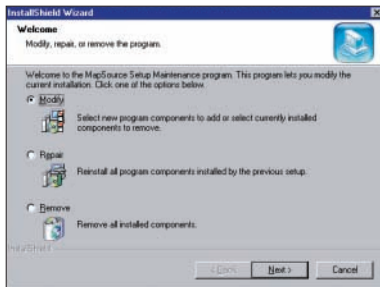 InstallShield Wizard
Welcome
Modify, repair, or remove the program.
Welcome to the MapSource Setup Maintenance program. This program lets you modify the
current installation. Click one of the options below.
Modify
Select new program components to add or select currently installed
components to remove.
Repair
Reinstall all program components installed by the previous setup.
Remove
Remove all installed components.
InstallShield
< Back Next > Cancel